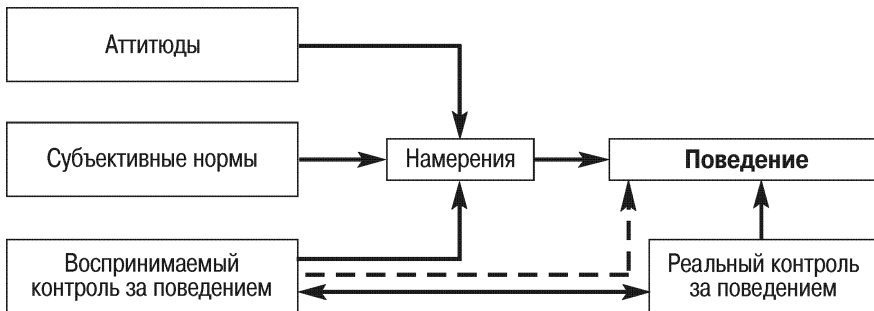 Аттитюды
Субъективные нормы
Намерения
Поведение
Воспринимаемый
контроль за поведением
Реальный контроль
за поведением